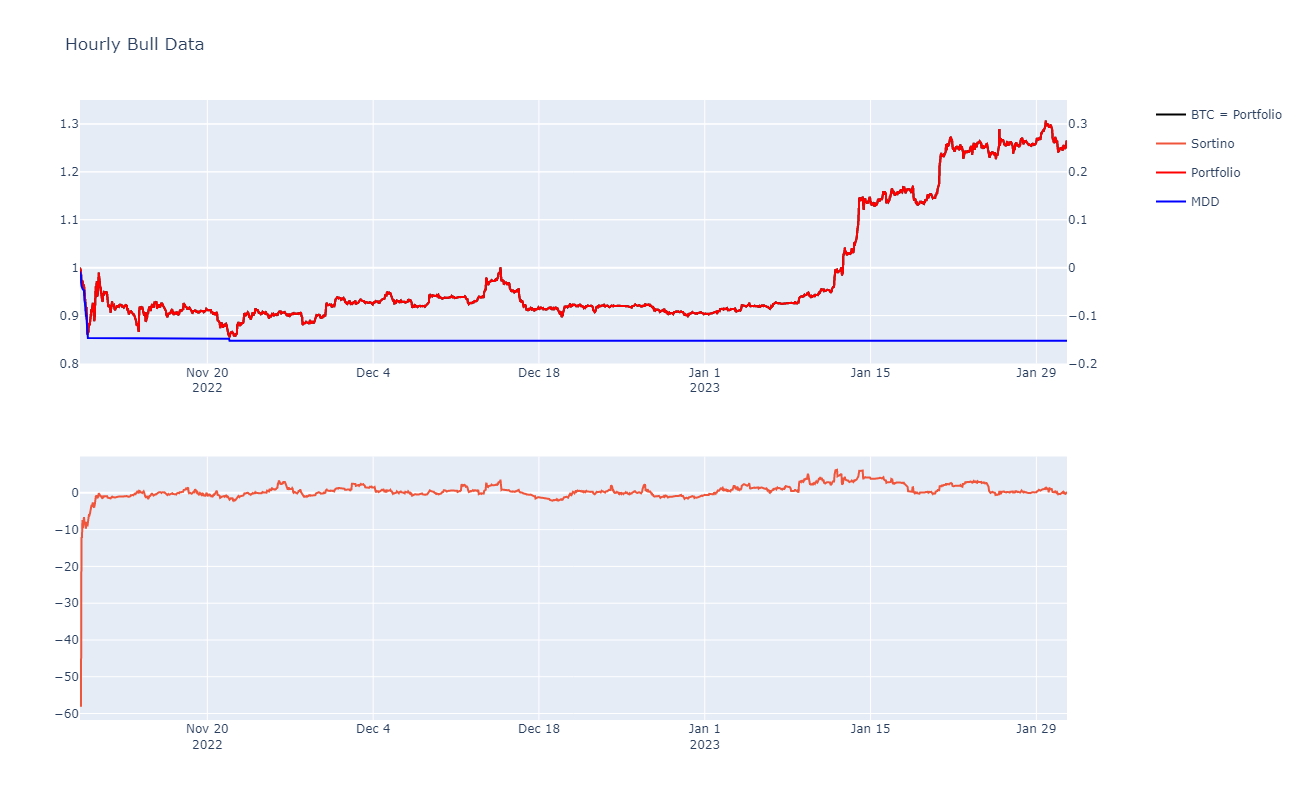 Hourly Bull Data
1.3
1.2
1.1
1
0.9
0.8
0.3
0.2
0.1
0
−0.1
−0.2
Nov 20
2022
Dec 4
Dec 18
Jan 1
2023
Jan 15
Jan 29
BTC = Portfolio
Sortino
Portfolio
MDD
0
−10
−20
−30
−40
−50
−60
Nov 20
2022
Dec 4
Dec 18
Jan 1
2023
Jan 15
Jan 29